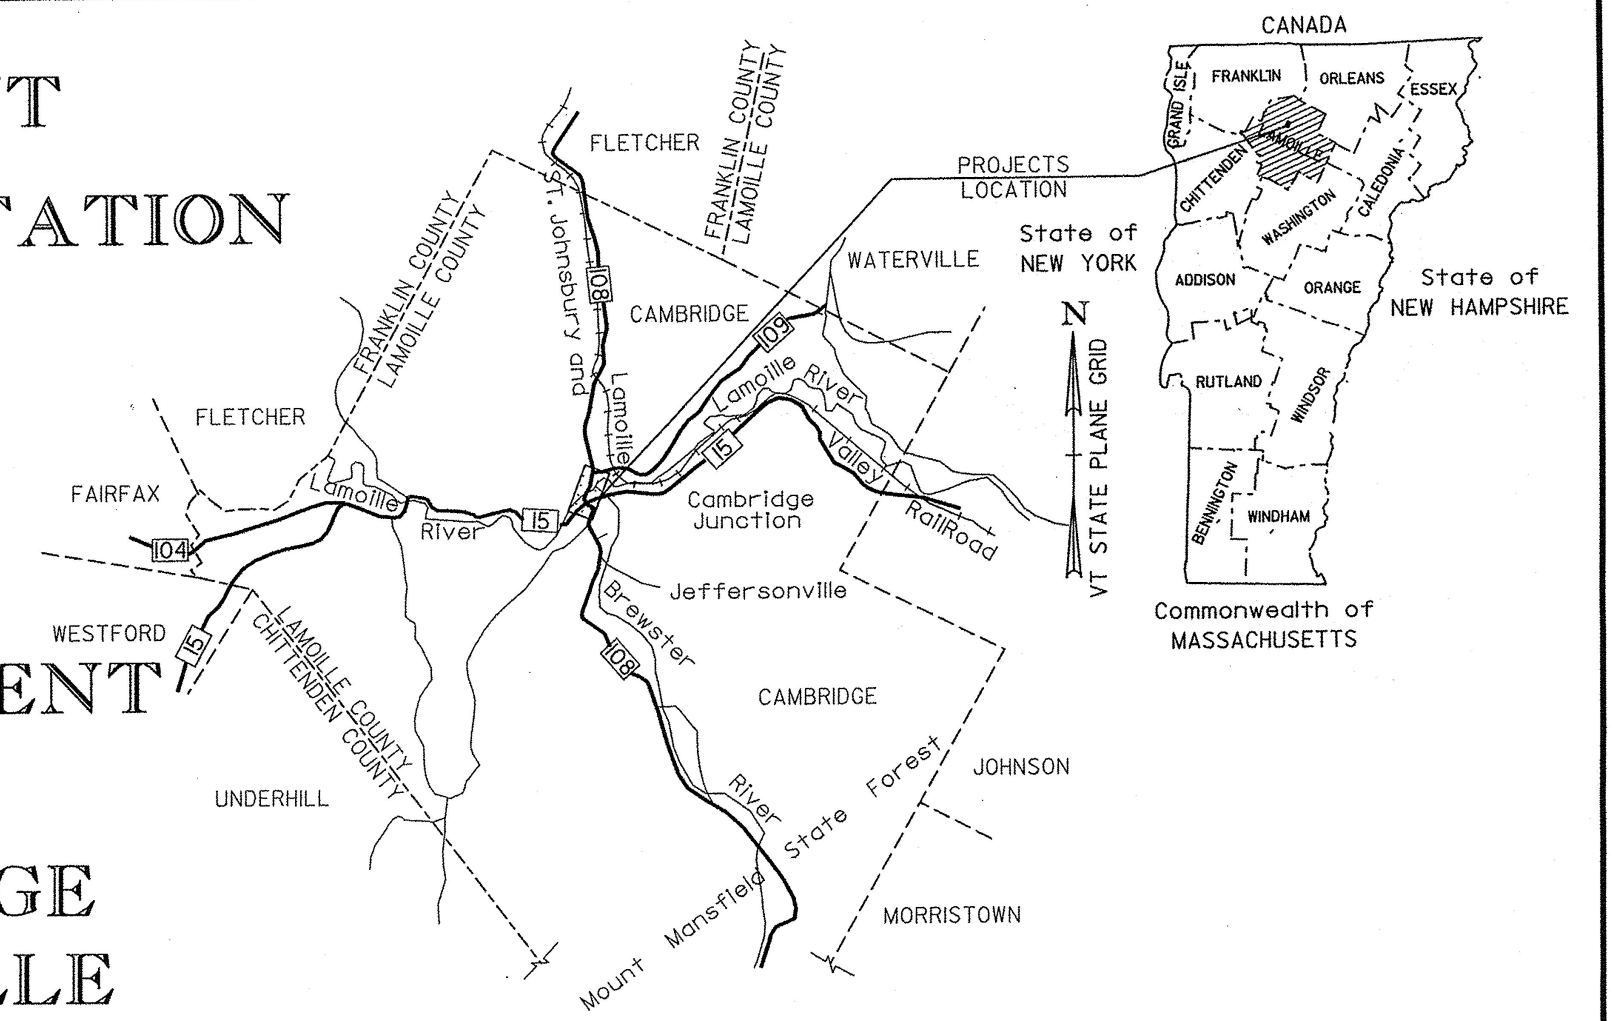 T
TATION
ENT
GE
LLE
CANADA
GRAND ISLE
FRANKLIN
ORLEANS
ESSEX
LAMOILLE
CHITTENDEN
WASHINGTON
CALEDONIA
ADDISON
ORANGE
RUTLAND
WINDSOR
BENNINGTON
WINDHAM
State of
NEW YORK
State of
NEW HAMPSHIRE
Commonwealth of
MASSACHUSETTS
PROJECTS
LOCATION
N
VT STATE PLANE GRID
FLETCHER
FRANKLIN COUNTY
LAMOILLE COUNTY
FRANKLIN COUNTY
LAMOILLE COUNTY
St. Johnsbury and
108
Lamoille
CAMBRIDGE
WATERVILLE
109
Lamoille River
15
Valley
RailRoad
Cambridge
Junction
FLETCHER
FAIRFAX
Lamoille
River
15
104
WESTFORD
15
Jeffersonville
Brewster
108
River
LAMOILLE COUNTY
CHITTENDEN COUNTY
UNDERHILL
CAMBRIDGE
JOHNSON
Mount Mansfield State Forest
MORRISTOWN